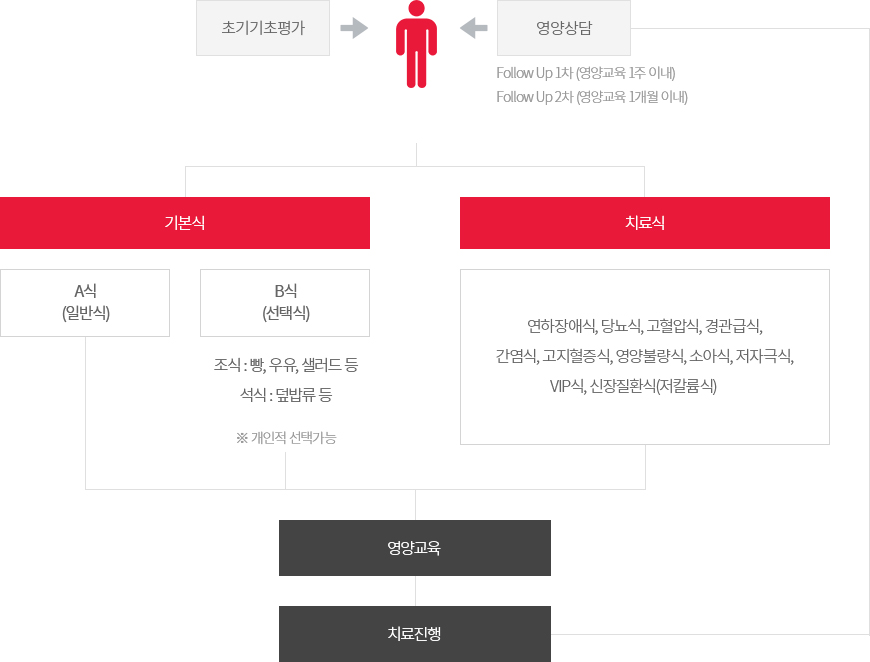 초기기초평가
영양상담
Follow Up 1차 (영양교육 1주 이내)
Follow Up 2차 (영양교육 1개월 이내)
기본식
치료식
A식
(일반식)
B식
(선택식)
조식 : 빵, 우유, 샐러드 등
석식 : 덮밥류 등
※ 개인적 선택가능
연하장애식, 당뇨식, 고혈압식, 경관급식,
간염식, 고지혈증식, 영양불량식, 소아식, 저자극식,
VIP식, 신장질환식(저칼륨식)
영양교육
치료진행